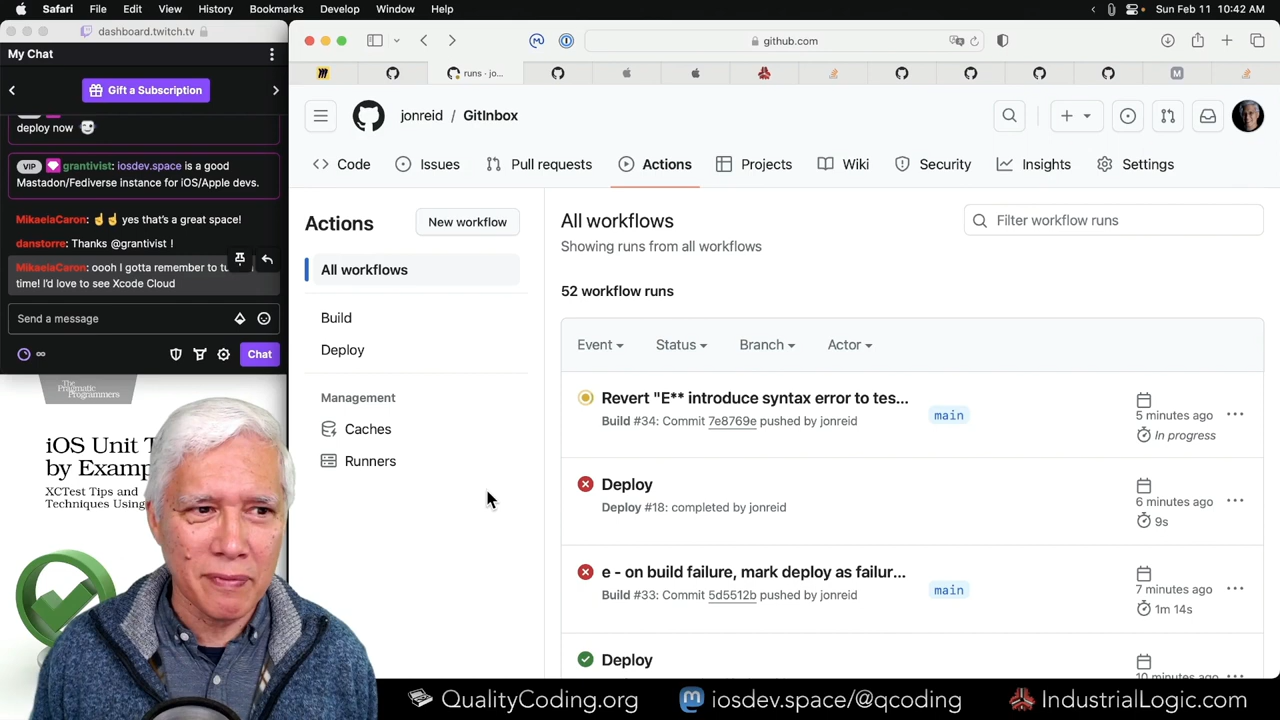 Safari File Edit View History Bookmarks Develop Window Help
Sun Feb 11 10:42 AM
dashboard.twitch.tv
My Chat
Gift a Subscription
deploy now
VIP grantivist: iosdev.space is a good
Mastadon/Fediverse instance for iOS/Apple devs.
MikaelaCaron: ☝️☝️ yes that's a great space!
danstorre: Thanks @grantivist !
MikaelaCaron: oooh I gotta remember to tu
time! I'd love to see Xcode Cloud
Send a message
Chat
The
Pragmatic
Programmers
iOS Unit T
by Examp
XCTest Tips and
Techniques Using
github.com
runs · jo...
jonreid / GitInbox
Code Issues Pull requests Actions Projects Wiki Security Insights Settings
Actions
New workflow
All workflows
Build
Deploy
Management
Caches
Runners
All workflows
Showing runs from all workflows
Filter workflow runs
52 workflow runs
Event Status Branch Actor
Revert "E** introduce syntax error to tes...
Build #34: Commit 7e8769e pushed by jonreid
main
5 minutes ago
In progress
Deploy
Deploy #18: completed by jonreid
6 minutes ago
9s
e - on build failure, mark deploy as failur...
Build #33: Commit 5d5512b pushed by jonreid
main
7 minutes ago
1m 14s
Deploy
10 minutes ago
QualityCoding.org iosdev.space/@qcoding IndustrialLogic.com